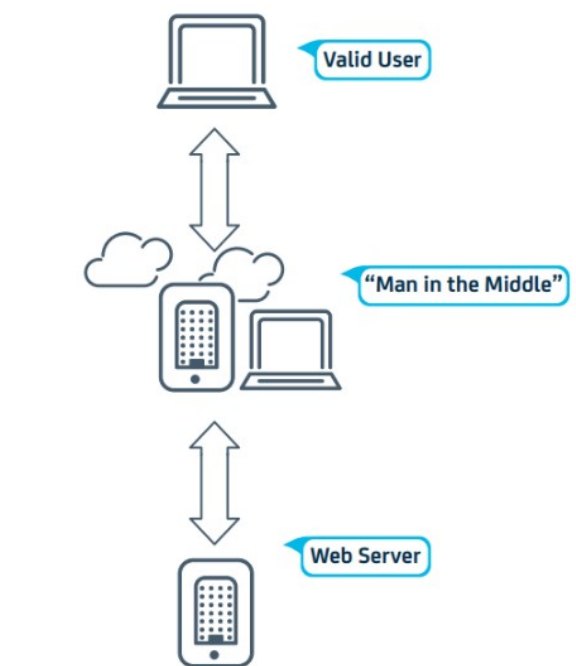 Valid User
“Man in the Middle”
Web Server